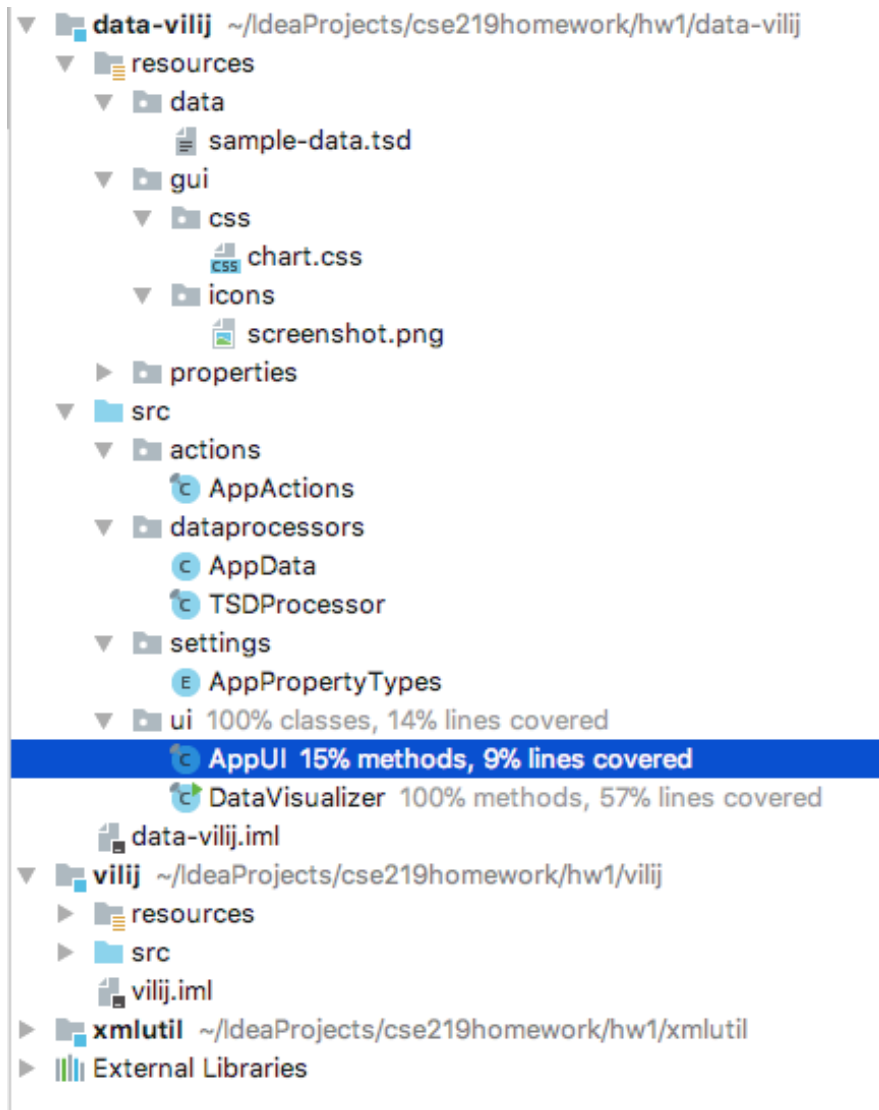 data-vilij ~/IdeaProjects/cse219homework/hw1/data-vilij
resources
data
sample-data.tsd
gui
css
CSS chart.css
icons
screenshot.png
properties
src
actions
C AppActions
dataprocessors
C AppData
C TSDProcessor
settings
E AppPropertyTypes
ui 100% classes, 14% lines covered
C AppUI 15% methods, 9% lines covered
C DataVisualizer 100% methods, 57% lines covered
data-vilij.iml
vilij ~/IdeaProjects/cse219homework/hw1/vilij
resources
src
vilij.iml
xmlutil ~/IdeaProjects/cse219homework/hw1/xmlutil
External Libraries